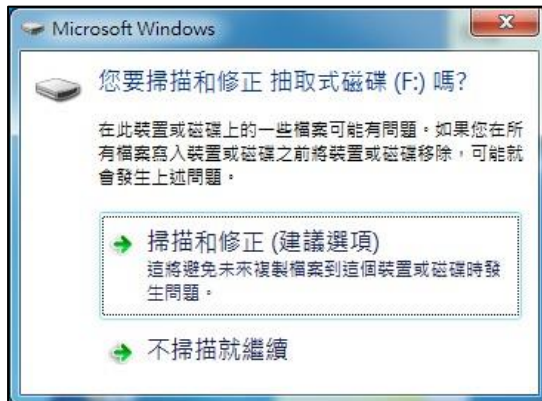 Microsoft Windows
您要掃描和修正 抽取式磁碟 (F:) 嗎?
在此裝置或磁碟上的一些檔案可能有問題。如果您在所
有檔案寫入裝置或磁碟之前將裝置或磁碟移除，可能就
會發生上述問題。
掃描和修正 (建議選項)
這將避免未來複製檔案到這個裝置或磁碟時發
生問題。
不掃描就繼續